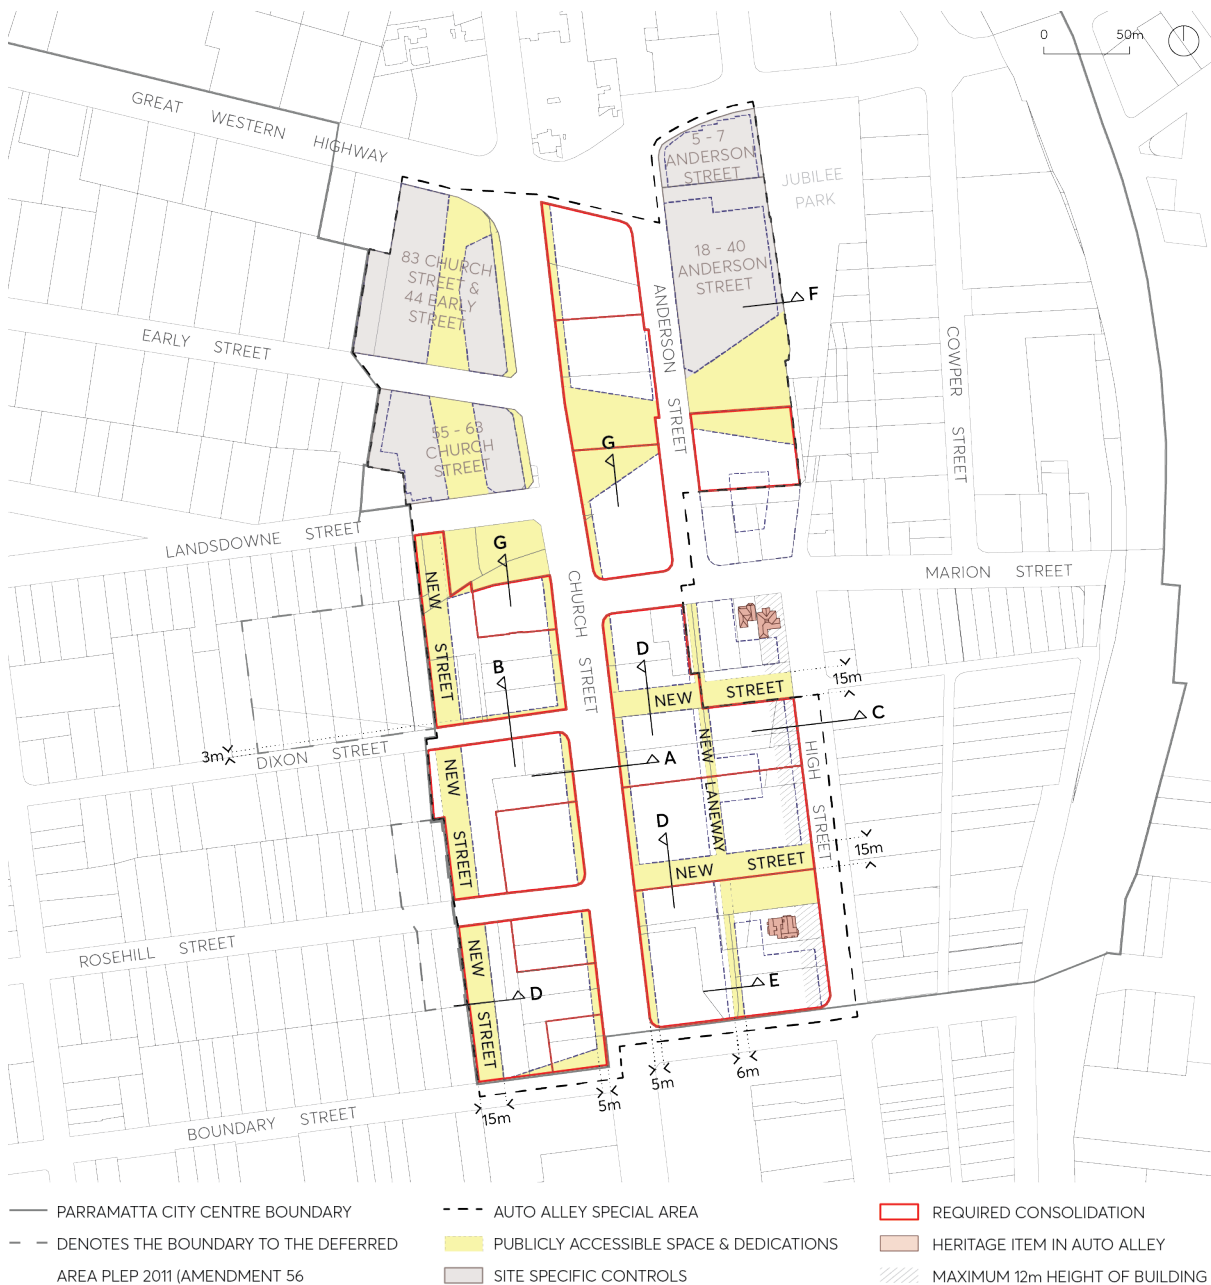 0 50m
GREAT WESTERN HIGHWAY
5 - 7
ANDERSON
STREET
JUBILEE
PARK
18 - 40
ANDERSON
STREET
83 CHURCH
STREET &
44 EARLY
STREET
F
ANDERSON STREET
EARLY STREET
COWPER STREET
55 - 63
CHURCH
STREET
G
LANDSDOWNE STREET
G
MARION STREET
NEW STREET
CHURCH STREET
D
B
15m
NEW STREET
C
3m
DIXON STREET
A
NEW LANEWAY
HIGH STREET
NEW STREET
D
15m
NEW STREET
ROSEHILL STREET
NEW STREET
D
E
5m
6m
15m
5m
BOUNDARY STREET
PARRAMATTA CITY CENTRE BOUNDARY
DENOTES THE BOUNDARY TO THE DEFERRED
AREA PLEP 2011 (AMENDMENT 56
AUTO ALLEY SPECIAL AREA
PUBLICLY ACCESSIBLE SPACE & DEDICATIONS
SITE SPECIFIC CONTROLS
REQUIRED CONSOLIDATION
HERITAGE ITEM IN AUTO ALLEY
MAXIMUM 12m HEIGHT OF BUILDING